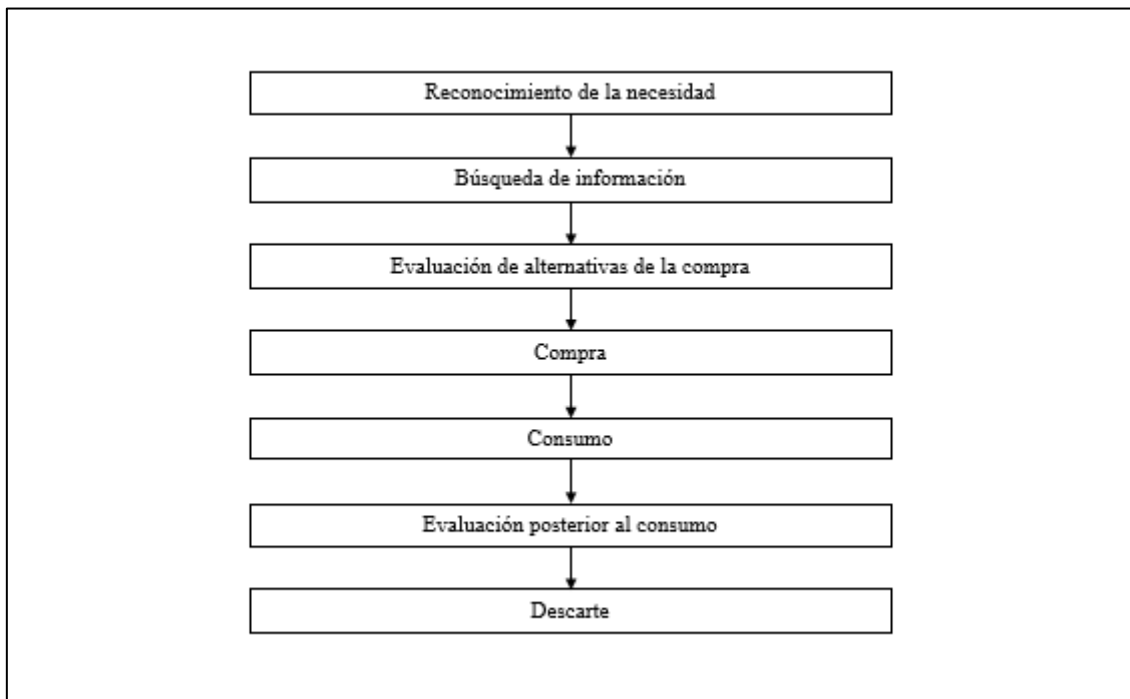 Reconocimiento de la necesidad
Búsqueda de información
Evaluación de alternativas de la compra
Compra
Consumo
Evaluación posterior al consumo
Descarte